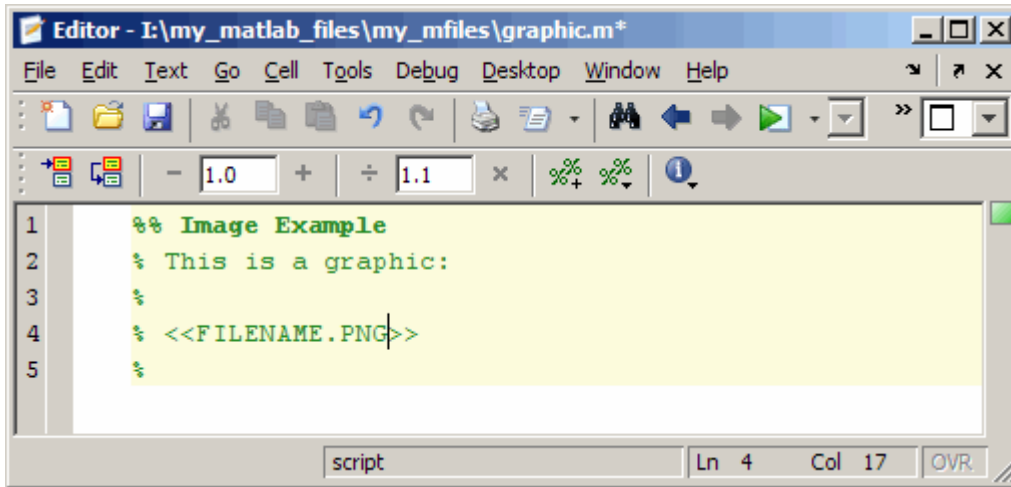 Editor - I:\my_matlab_files\my_mfiles\graphic.m*
File Edit Text Go Cell Tools Debug Desktop Window Help
1.0 1.1
1 %% Image Example
2 % This is a graphic:
3 %
4 % <<FILENAME.PNG>>
5 %
script Ln 4 Col 17 OVR